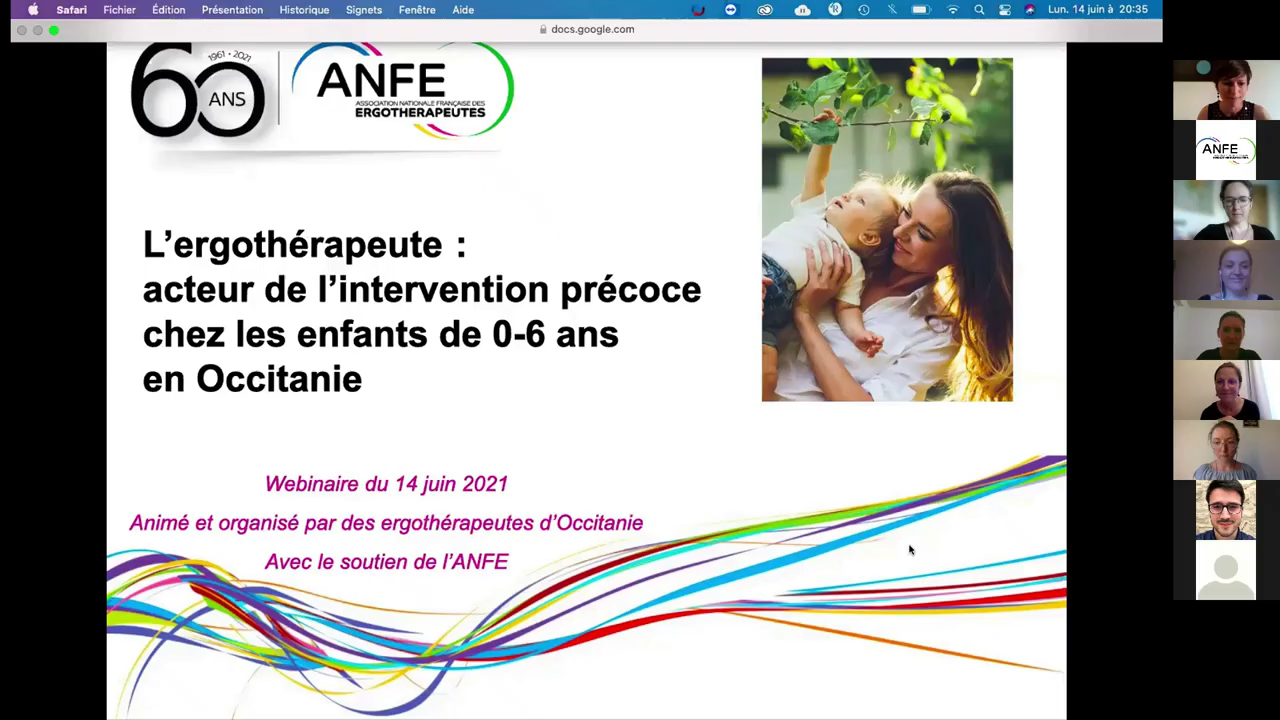 Safari Fichier Édition Présentation Historique Signets Fenêtre Aide Lun. 14 juin à 20:35
docs.google.com
60 ANS
1961 • 2021
ANFE
ASSOCIATION NATIONALE FRANÇAISE DES
ERGOTHERAPEUTES
L’ergothérapeute :
acteur de l’intervention précoce
chez les enfants de 0-6 ans
en Occitanie
Webinaire du 14 juin 2021
Animé et organisé par des ergothérapeutes d’Occitanie
Avec le soutien de l’ANFE
ANFE